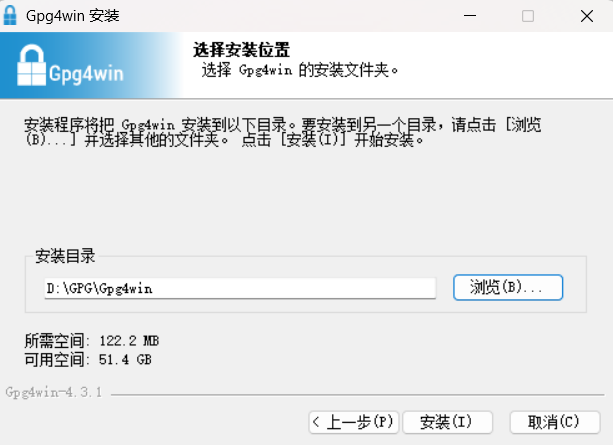 Gpg4win 安装
Gpg4win
选择安装位置
选择 Gpg4win 的安装文件夹。
安装程序将把 Gpg4win 安装到以下目录。要安装到另一个目录，请点击 [浏览
(B)...] 并选择其他的文件夹。 点击 [安装(I)] 开始安装。
安装目录
D:\GPG\Gpg4win
浏览(B)...
所需空间: 122.2 MB
可用空间: 51.4 GB
Gpg4win-4.3.1
< 上一步(P)
安装(I)
取消(C)